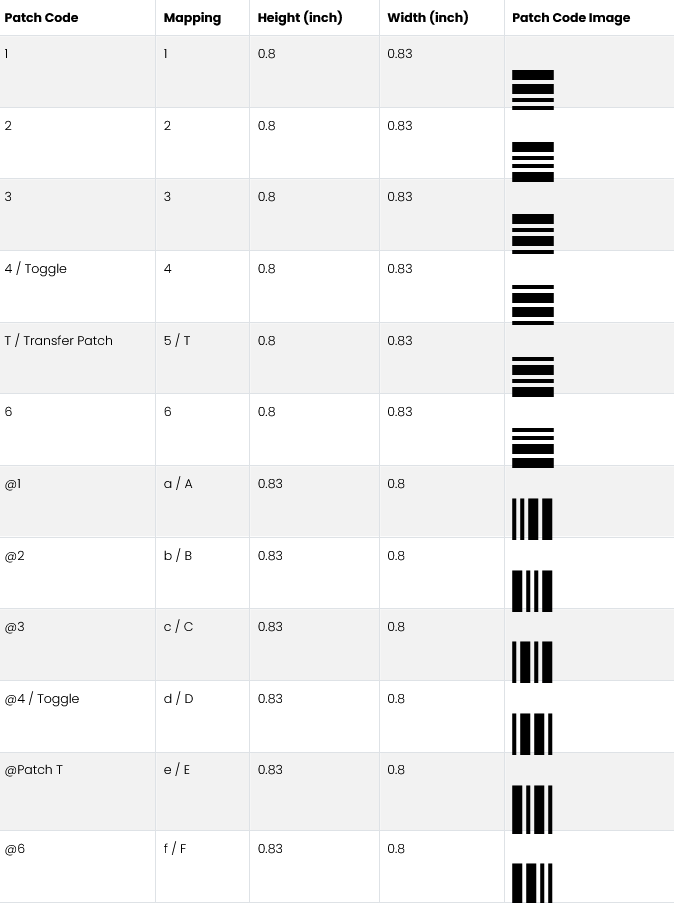 Patch Code Mapping Height (inch) Width (inch) Patch Code Image
1 1 0.8 0.83
2 2 0.8 0.83
3 3 0.8 0.83
4 / Toggle 4 0.8 0.83
T / Transfer Patch 5 / T 0.8 0.83
6 6 0.8 0.83
@1 a / A 0.83 0.8
@2 b / B 0.83 0.8
@3 c / C 0.83 0.8
@4 / Toggle d / D 0.83 0.8
@Patch T e / E 0.83 0.8
@6 f / F 0.83 0.8